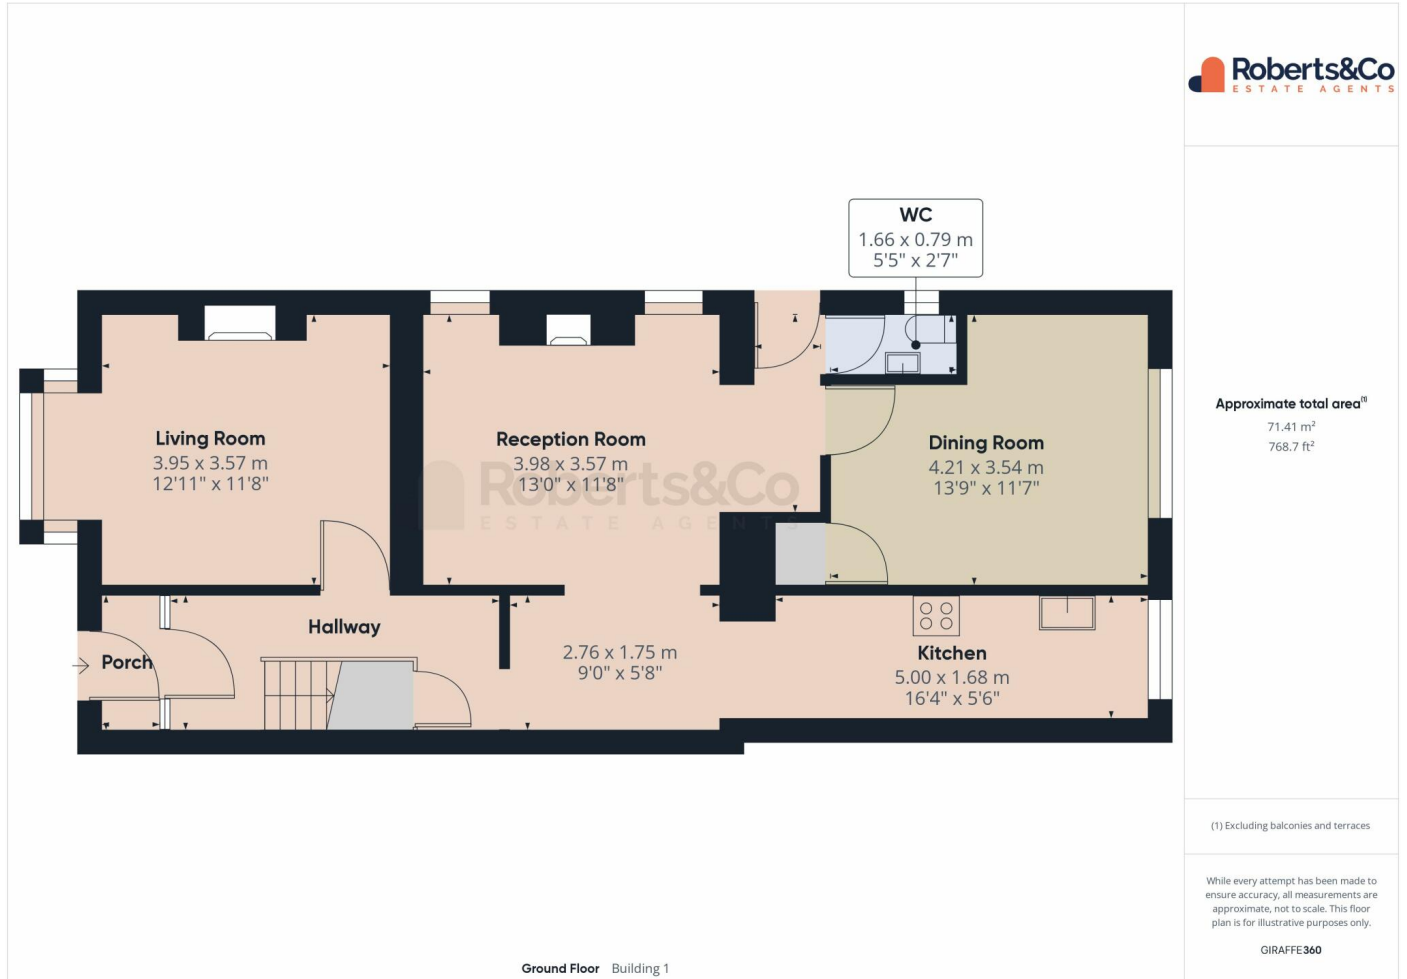 Roberts&Co
ESTATE AGENTS
WC
1.66 x 0.79 m
5'5" x 2'7"
Living Room
3.95 x 3.57 m
12'11" x 11'8"
Reception Room
3.98 x 3.57 m
13'0" x 11'8"
Dining Room
4.21 x 3.54 m
13'9" x 11'7"
Roberts&Co
ESTATE AGENTS
Hallway
Porch
2.76 x 1.75 m
9'0" x 5'8"
Kitchen
5.00 x 1.68 m
16'4" x 5'6"
Approximate total area(1)
71.41 m²
768.7 ft²
(1) Excluding balconies and terraces
While every attempt has been made to
ensure accuracy, all measurements are
approximate, not to scale. This floor
plan is for illustrative purposes only.
GIRAFFE360
Ground Floor Building 1